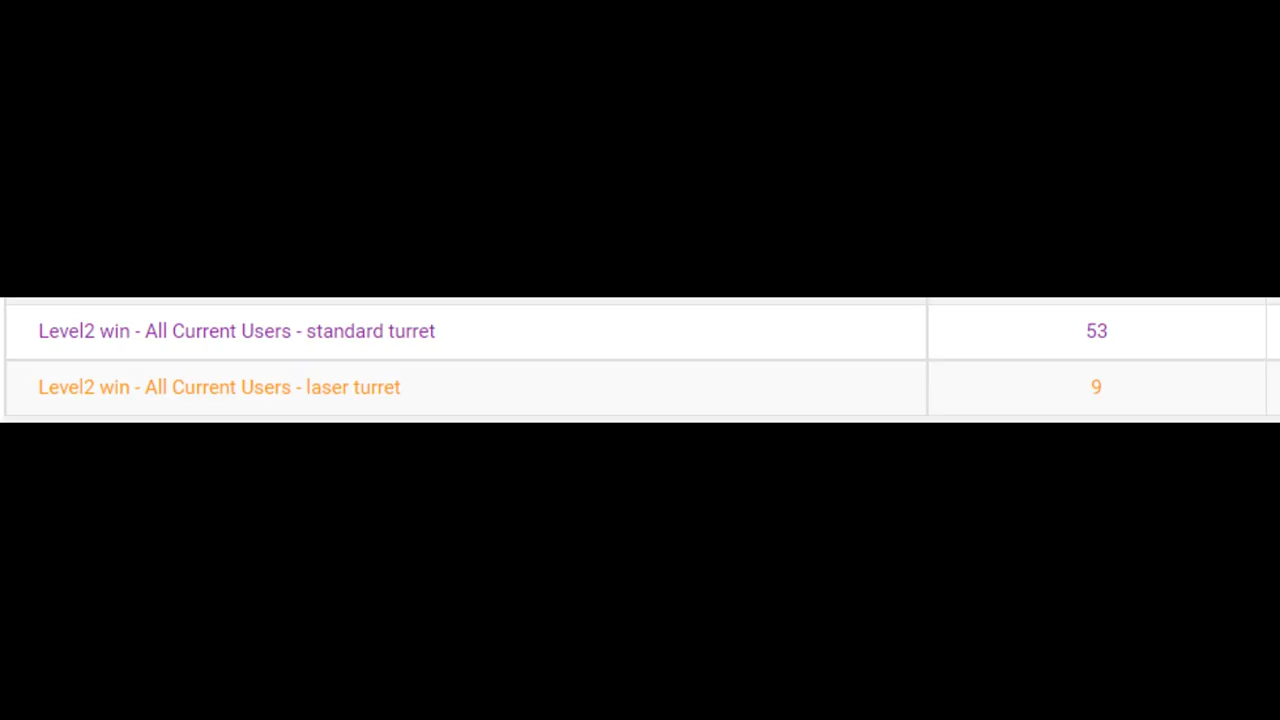 Level2 win - All Current Users - standard turret 53
Level2 win - All Current Users - laser turret 9